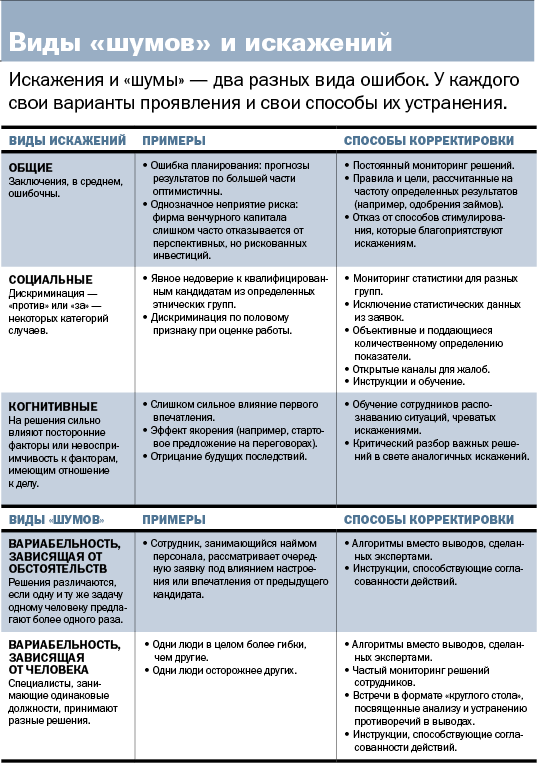 Виды «шумов» и искажений
Искажения и «шумы» — два разных вида ошибок. У каждого
свои варианты проявления и свои способы их устранения.
ВИДЫ ИСКАЖЕНИЙ
ПРИМЕРЫ
СПОСОБЫ КОРРЕКТИРОВКИ
ОБЩИЕ
Заключения, в среднем,
ошибочны.
• Ошибка планирования: прогнозы
результатов по большей части
оптимистичны.
• Однозначное неприятие риска:
фирма венчурного капитала
слишком часто отказывается от
перспективных, но рискованных
инвестиций.
• Постоянный мониторинг решений.
• Правила и цели, рассчитанные на
частоту определенных результатов
(например, одобрения займов).
• Отказ от способов стимулирова-
ния, которые благоприятствуют
искажениям.
СОЦИАЛЬНЫЕ
Дискриминация —
«против» или «за» —
некоторых категорий
случаев.
• Явное недоверие к квалифицирован-
ным кандидатам из определенных
этнических групп.
• Дискриминация по половому
признаку при оценке работы.
• Мониторинг статистики для разных
групп.
• Исключение статистических данных
из заявок.
• Объективные и поддающиеся
количественному определению
показатели.
• Открытые каналы для жалоб.
• Инструкции и обучение.
КОГНИТИВНЫЕ
На решения сильно
влияют посторонние
факторы или невоспри-
имчивость к факторам,
имеющим отношение
к делу.
• Слишком сильное влияние первого
впечатления.
• Эффект якорения (например, старто-
вое предложение на переговорах).
• Отрицание будущих последствий.
• Обучение сотрудников распо-
знаванию ситуаций, чреватых
искажениями.
• Критический разбор важных реше-
ний в свете аналогичных искажений.
ВИДЫ «ШУМОВ»
ПРИМЕРЫ
СПОСОБЫ КОРРЕКТИРОВКИ
ВАРИАБЕЛЬНОСТЬ,
ЗАВИСЯЩАЯ ОТ
ОБСТОЯТЕЛЬСТВ
Решения различаются,
если одну и ту же задачу
одному человеку предла-
гают более одного раза.
• Сотрудник, занимающийся наймом
персонала, рассматривает очеред-
ную заявку под влиянием настрое-
ния или впечатления от предыдущего
кандидата.
• Алгоритмы вместо выводов, сделан-
ных экспертами.
• Инструкции, способствующие согла-
сованности действий.
ВАРИАБЕЛЬНОСТЬ,
ЗАВИСЯЩАЯ
ОТ ЧЕЛОВЕКА
Специалисты, зани-
мающие одинаковые
должности, принимают
разные решения.
• Одни люди в целом более гибки,
чем другие.
• Одни люди осторожнее других.
• Алгоритмы вместо выводов, сделан-
ных экспертами.
• Частый мониторинг решений
сотрудников.
• Встречи в формате «круглого стола»,
посвященные анализу и устранению
противоречий в выводах.
• Инструкции, способствующие согла-
сованности действий.